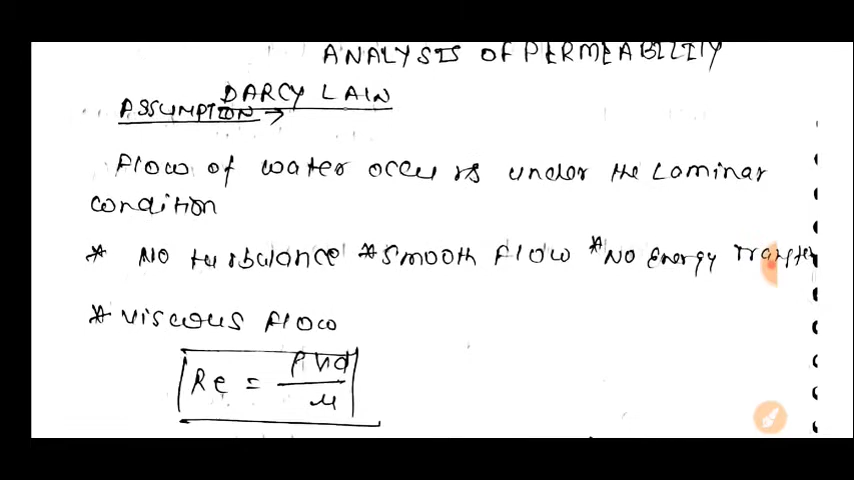 ANALYSIS OF PERMEABILITY
DARCY LAIN
ASSUMPTION →
flow of water occurs under the Laminar
condition
* No turbulance *smooth flow *No Energy Transfer
* viscous flow
Re = ρVd / μ